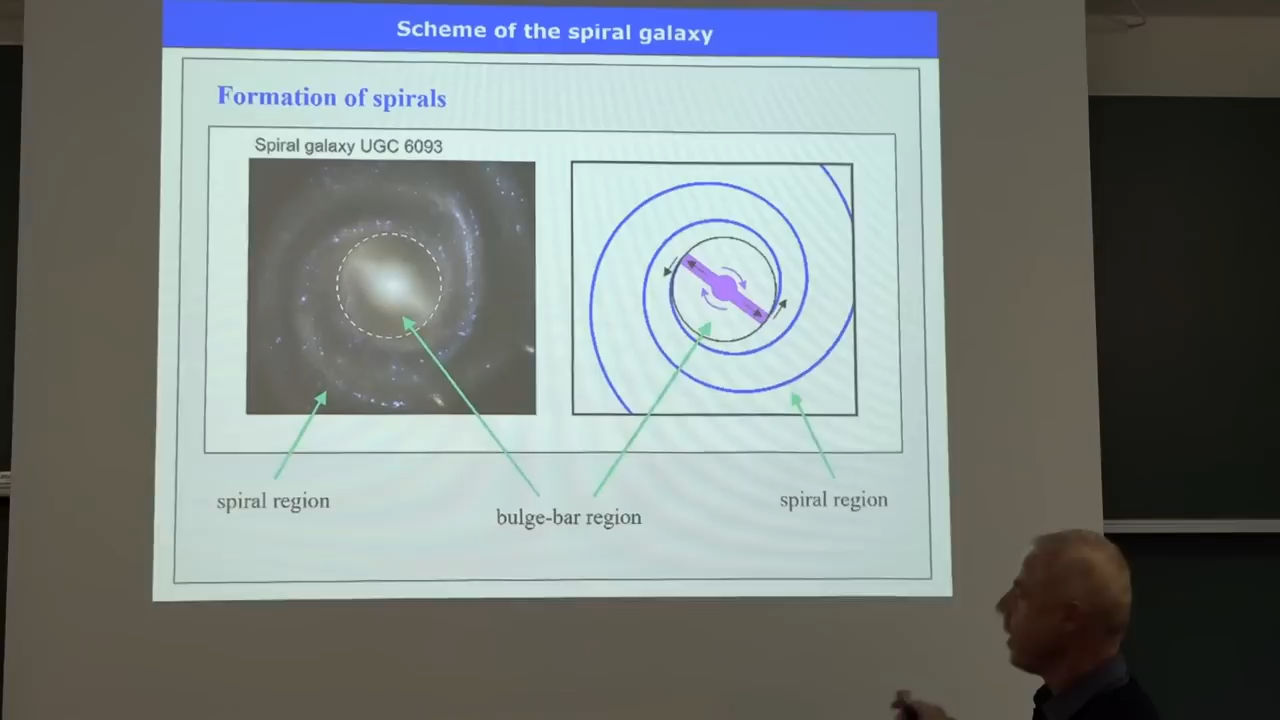 Scheme of the spiral galaxy
Formation of spirals
Spiral galaxy UGC 6093
spiral region
bulge-bar region
spiral region